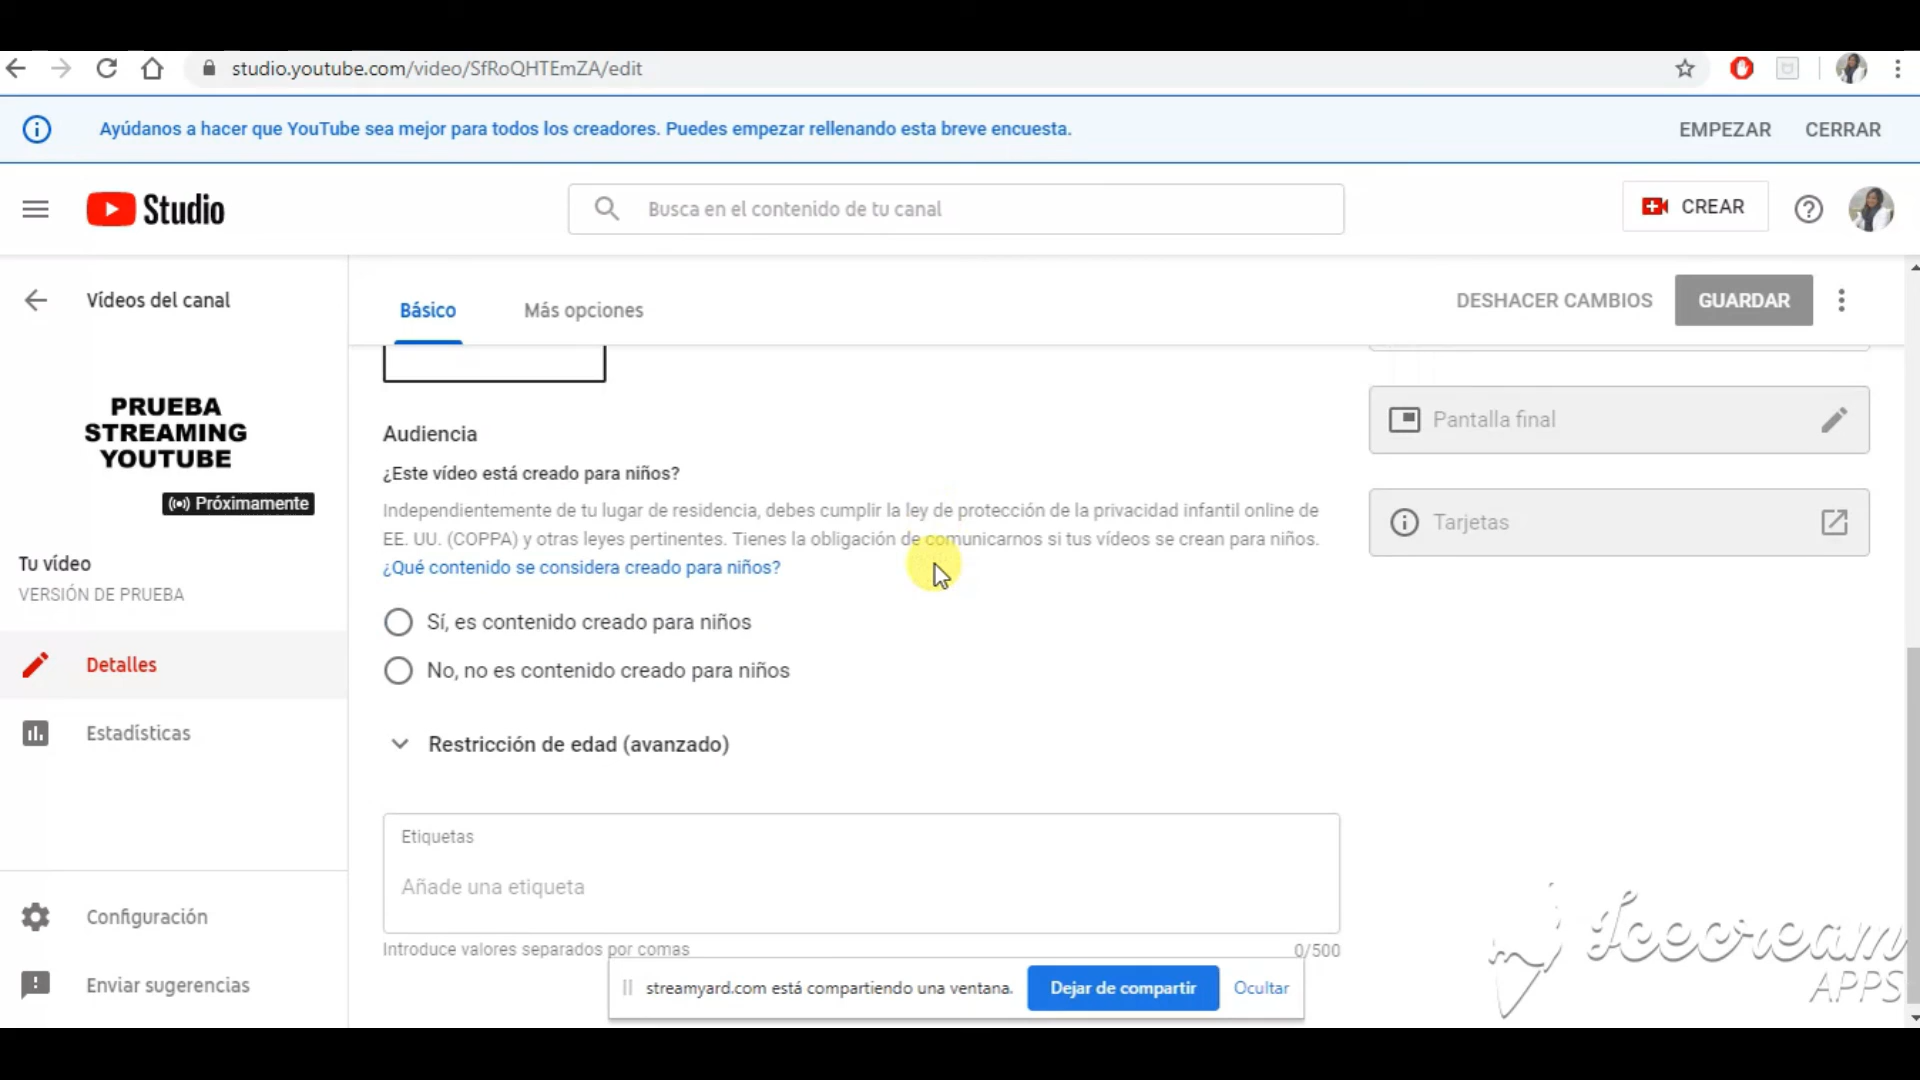 studio.youtube.com/video/SfRoQHTEmZA/edit
Ayúdanos a hacer que YouTube sea mejor para todos los creadores. Puedes empezar rellenando esta breve encuesta.
EMPEZAR
CERRAR
Studio
Busca en el contenido de tu canal
CREAR
Vídeos del canal
Básico
Más opciones
DESHACER CAMBIOS
GUARDAR
PRUEBA
STREAMING
YOUTUBE
Próximamente
Tu vídeo
VERSIÓN DE PRUEBA
Detalles
Estadísticas
Configuración
Enviar sugerencias
Audiencia
¿Este vídeo está creado para niños?
Independientemente de tu lugar de residencia, debes cumplir la ley de protección de la privacidad infantil online de
EE. UU. (COPPA) y otras leyes pertinentes. Tienes la obligación de comunicarnos si tus vídeos se crean para niños.
¿Qué contenido se considera creado para niños?
Sí, es contenido creado para niños
No, no es contenido creado para niños
Restricción de edad (avanzado)
Etiquetas
Añade una etiqueta
Introduce valores separados por comas
0/500
Pantalla final
Tarjetas
streamyard.com está compartiendo una ventana.
Dejar de compartir
Ocultar
Icecream
APPS